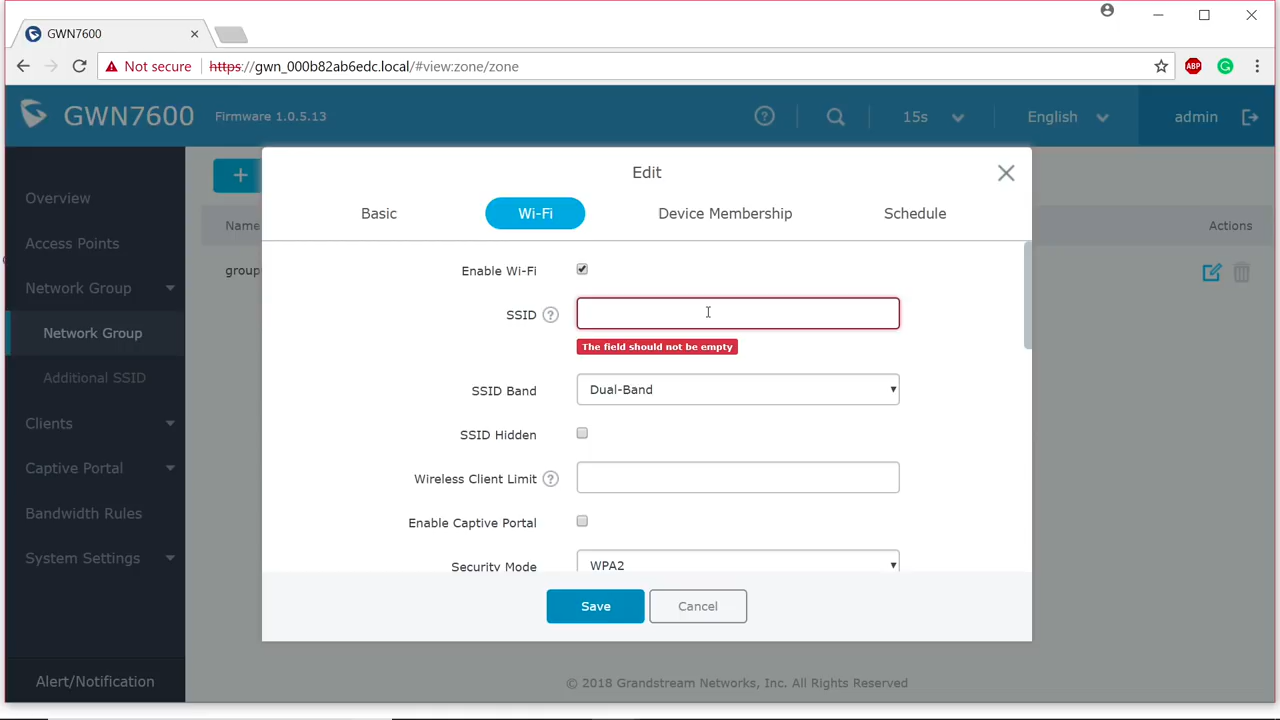 GWN7600
Not secure https://gwn_000b82ab6edc.local/#view:zone/zone
ABP
GWN7600 Firmware 1.0.5.13
15s
English
admin
Overview
Access Points
Network Group
Network Group
Additional SSID
Clients
Captive Portal
Bandwidth Rules
System Settings
Alert/Notification
Name
Actions
group
Edit
Basic Wi-Fi Device Membership Schedule
Enable Wi-Fi
SSID ?
The field should not be empty
SSID Band Dual-Band
SSID Hidden
Wireless Client Limit ?
Enable Captive Portal
Security Mode WPA2
Save Cancel
© 2018 Grandstream Networks, Inc. All Rights Reserved